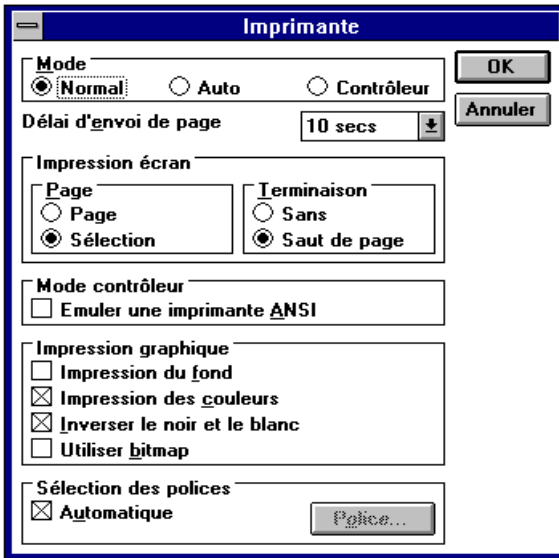 Imprimante
Mode
Normal Auto Contrôleur
OK
Annuler
Délai d'envoi de page 10 secs
Impression écran
Page
Page
Sélection
Terminaison
Sans
Saut de page
Mode contrôleur
Emuler une imprimante ANSI
Impression graphique
Impression du fond
Impression des couleurs
Inverser le noir et le blanc
Utiliser bitmap
Sélection des polices
Automatique
Police...